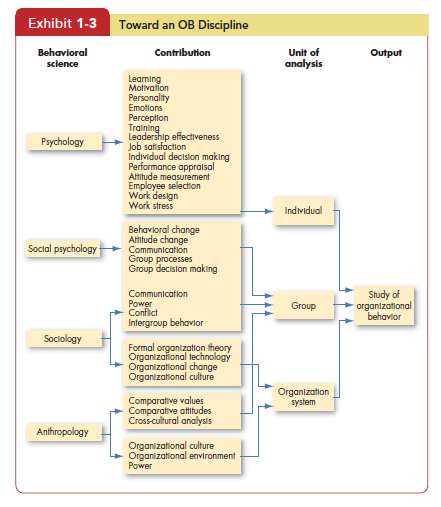 Exhibit 1-3 Toward an OB Discipline
Behavioral science
Contribution
Unit of analysis
Output
Psychology
Learning
Motivation
Personality
Emotions
Perception
Training
Leadership effectiveness
Job satisfaction
Individual decision making
Performance appraisal
Attitude measurement
Employee selection
Work design
Work stress
Individual
Social psychology
Behavioral change
Attitude change
Communication
Group processes
Group decision making
Communication
Power
Conflict
Intergroup behavior
Group
Study of
organizational
behavior
Sociology
Formal organization theory
Organizational technology
Organizational change
Organizational culture
Organization
system
Anthropology
Comparative values
Comparative attitudes
Cross-cultural analysis
Organizational culture
Organizational environment
Power